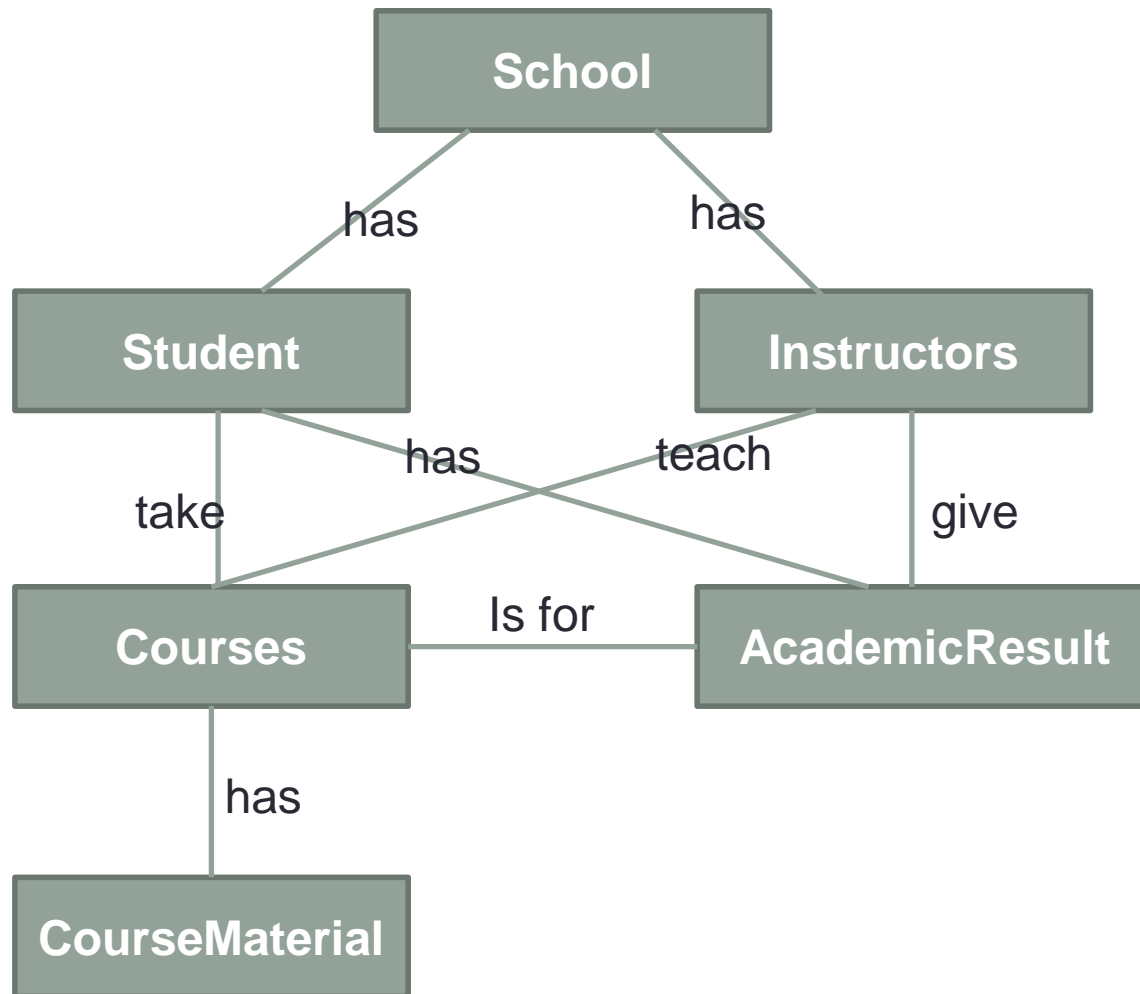 School
has
has
Student
Instructors
has
teach
take
give
Is for
Courses
AcademicResult
has
CourseMaterial